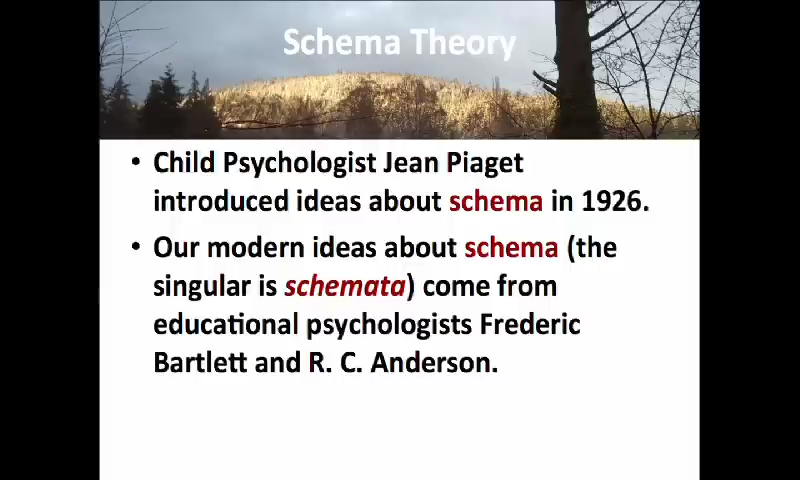 Schema Theory
• Child Psychologist Jean Piaget
introduced ideas about schema in 1926.
• Our modern ideas about schema (the
singular is schemata) come from
educational psychologists Frederic
Bartlett and R. C. Anderson.